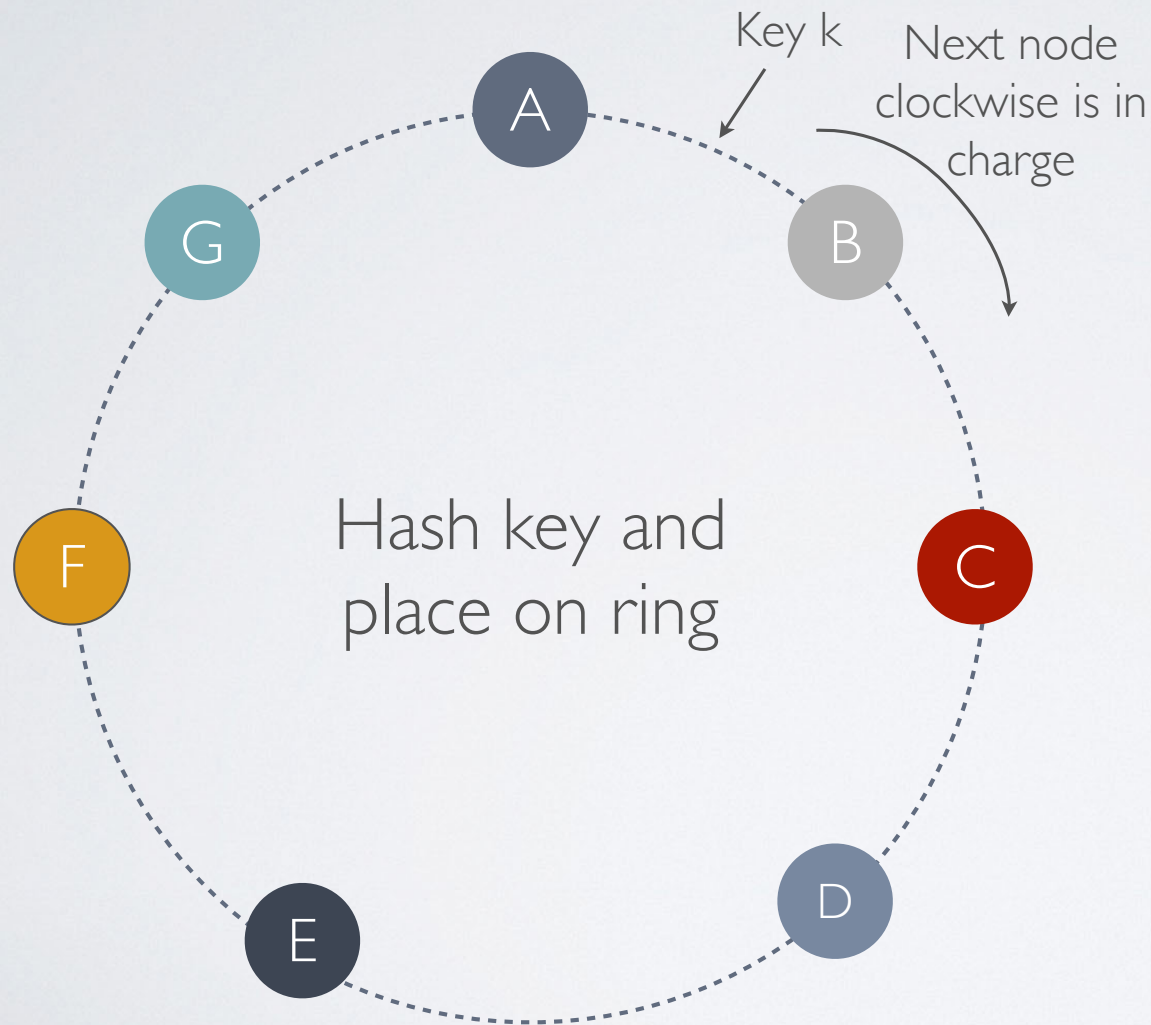 Key k
Next node
clockwise is in
charge
A
B
G
C
F
Hash key and
place on ring
D
E